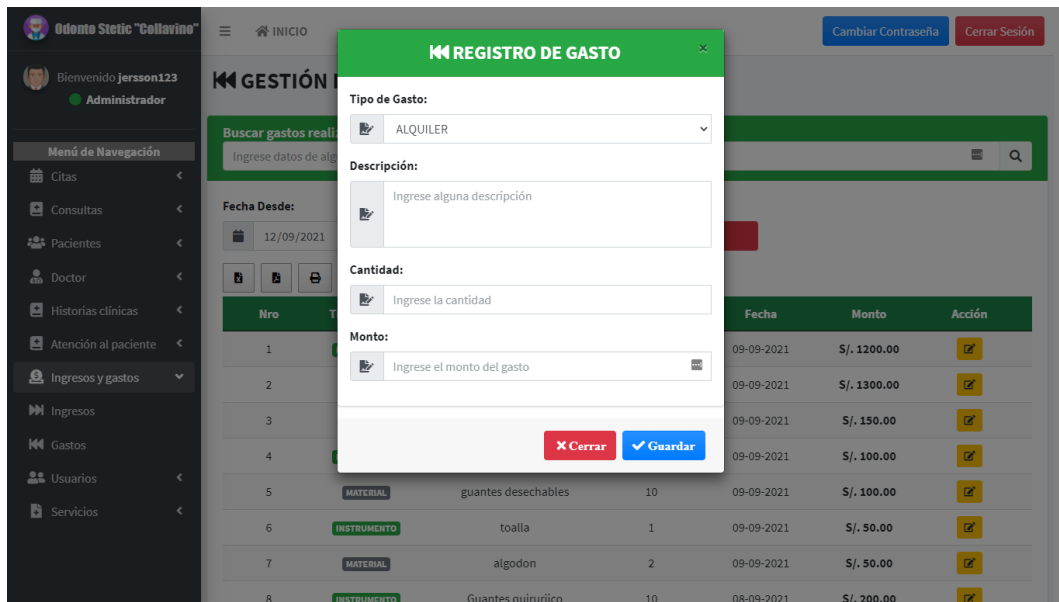 Odonto Stetic "Collavino"
INICIO
Cambiar Contraseña
Cerrar Sesión
Bienvenido jersson123
Administrador
Menú de Navegación
Citas
Consultas
Pacientes
Doctor
Historias clínicas
Atención al paciente
Ingresos y gastos
Ingresos
Gastos
Usuarios
Servicios
GESTIÓN
Buscar gastos
Ingrese datos de
Fecha Desde:
12/09/2021
REGISTRO DE GASTO
×
Tipo de Gasto:
ALQUILER
Descripción:
Ingrese alguna descripción
Cantidad:
Ingrese la cantidad
Monto:
Ingrese el monto del gasto
Cerrar
Guardar
Nro Fecha Monto Acción
1 09-09-2021 S/. 1200.00
2 09-09-2021 S/. 1300.00
3 09-09-2021 S/. 150.00
4 09-09-2021 S/. 100.00
5 MATERIAL guantes desechables 10 09-09-2021 S/. 100.00
6 INSTRUMENTO toalla 1 09-09-2021 S/. 50.00
7 MATERIAL algodon 2 09-09-2021 S/. 50.00
8 INSTRUMENTO Guantes quirurjico 10 08-09-2021 S/. 200.00